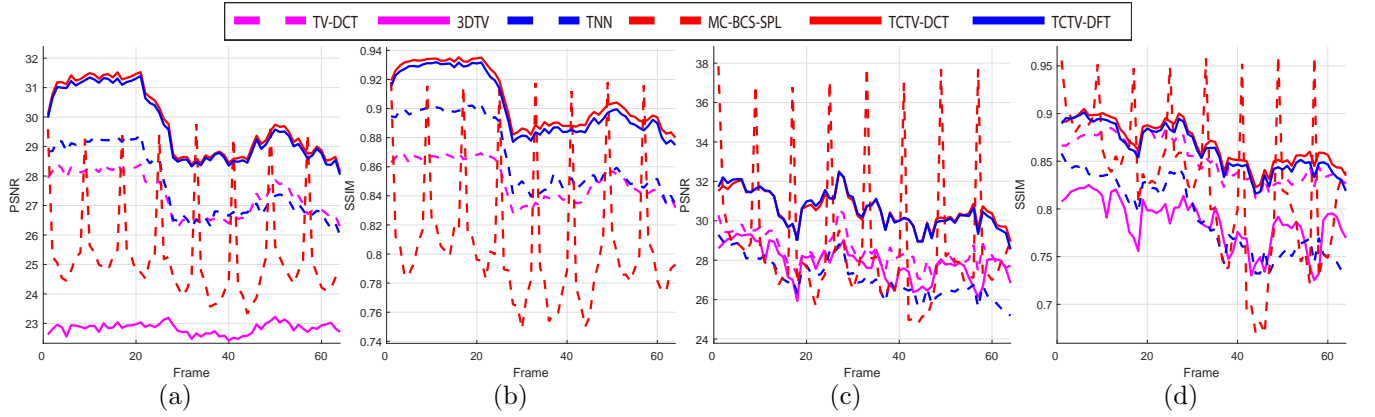 TV-DCT 3DTV TNN MC-BCS-SPL TCTV-DCT TCTV-DFT
PSNR
32
31
30
29
28
27
26
25
24
23
0 20 40 60
Frame
(a)
SSIM
0.94
0.92
0.9
0.88
0.86
0.84
0.82
0.8
0.78
0.76
0.74
0 20 40 60
Frame
(b)
PSNR
38
36
34
32
30
28
26
24
0 20 40 60
Frame
(c)
SSIM
0.95
0.9
0.85
0.8
0.75
0.7
0 20 40 60
Frame
(d)